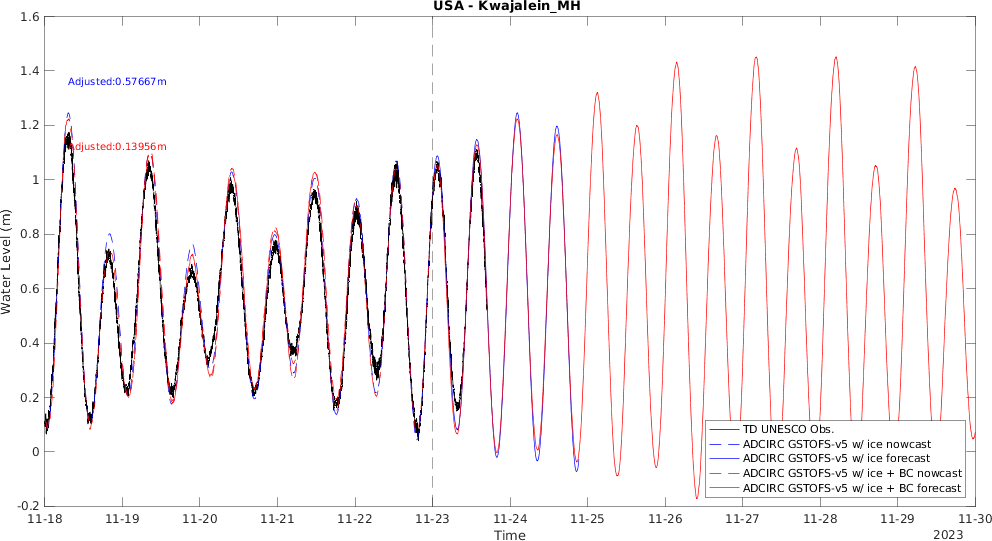 USA - Kwajalein_MH
1.6
1.4
1.2
1
0.8
0.6
0.4
0.2
0
-0.2
Water Level (m)
Adjusted:0.57667m
Adjusted:0.13956m
TD UNESCO Obs.
ADCIRC GSTOFS-v5 w/ ice nowcast
ADCIRC GSTOFS-v5 w/ ice forecast
ADCIRC GSTOFS-v5 w/ ice + BC nowcast
ADCIRC GSTOFS-v5 w/ ice + BC forecast
11-18 11-19 11-20 11-21 11-22 11-23 11-24 11-25 11-26 11-27 11-28 11-29 11-30
Time
2023